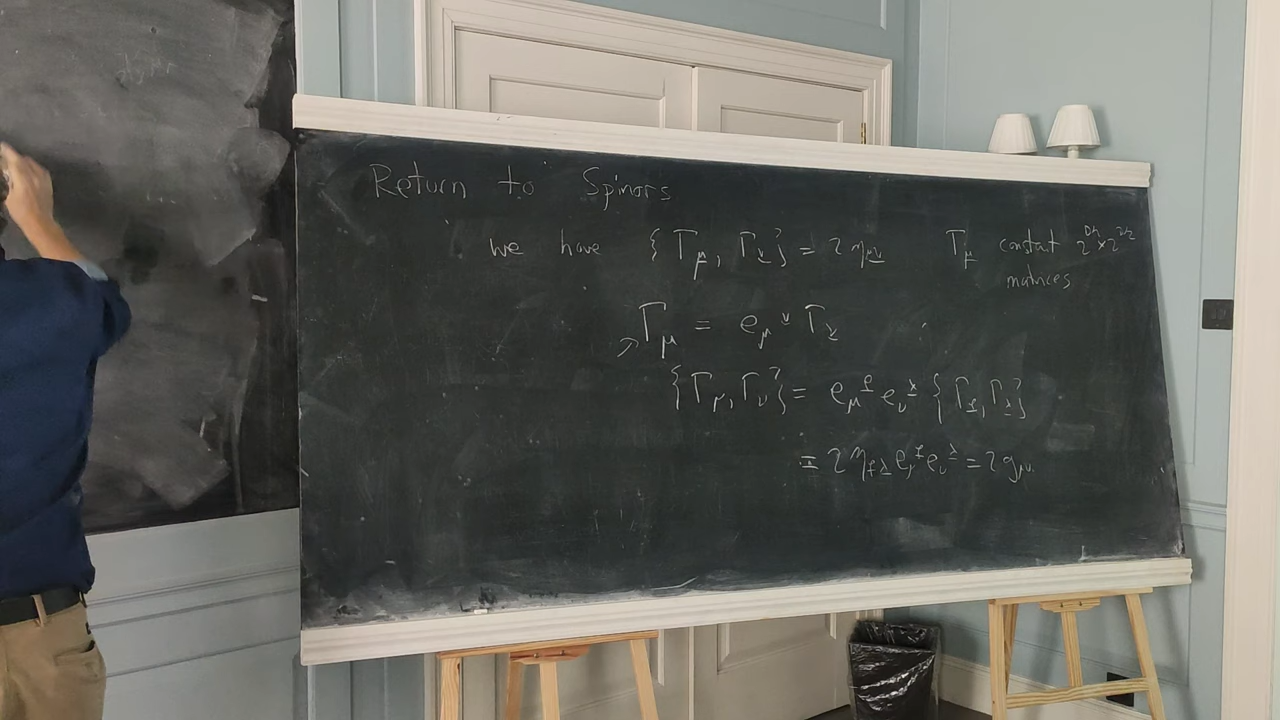 Return to Spinors
we have {Γ_μ, Γ_ν} = 2η_μν Γ_μ constant 2^{D/2} × 2^{D/2}
matrices
Γ_μ = e_μ^ν Γ_ν
{Γ_μ, Γ_ν} = e_μ^ρ e_ν^λ {Γ_ρ, Γ_λ}
= 2η_ρλ e_μ^ρ e_ν^λ = 2g_μν